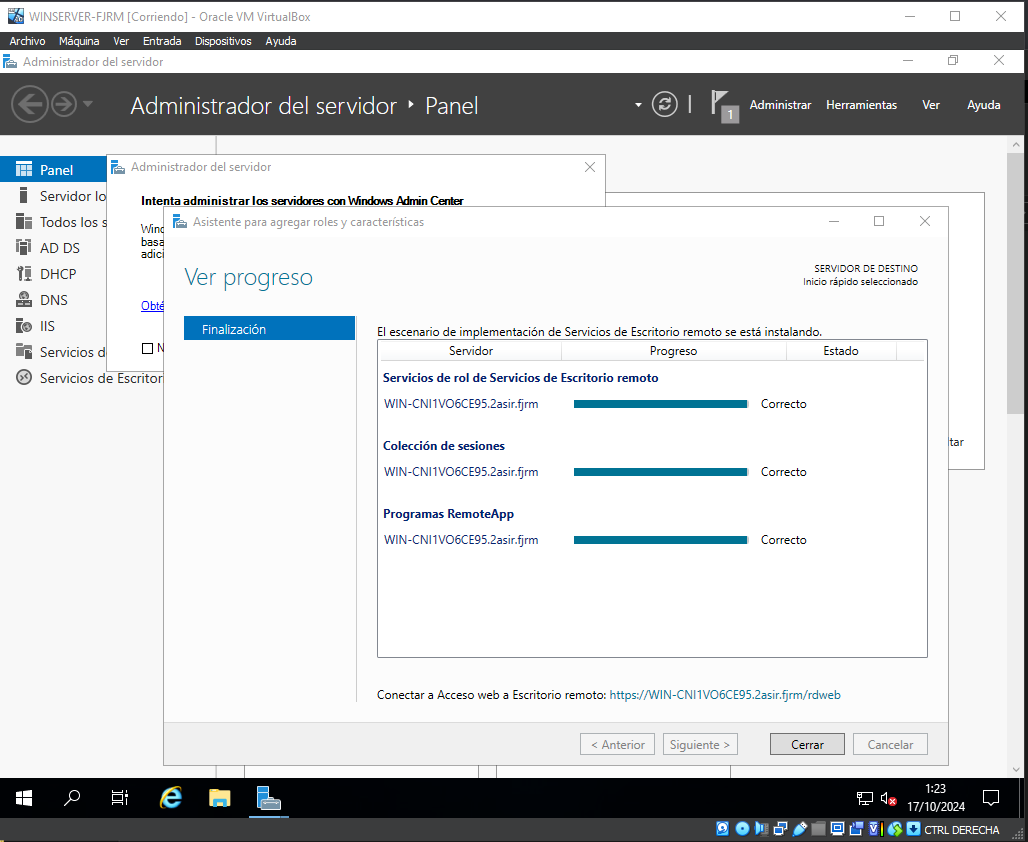 WINSERVER-FJRM [Corriendo] - Oracle VM VirtualBox
Archivo Máquina Ver Entrada Dispositivos Ayuda
Administrador del servidor
Administrador del servidor Panel
1 Administrar Herramientas Ver Ayuda
Panel
Servidor lo
Todos los s
AD DS
DHCP
DNS
IIS
Servicios d
Servicios de Escritor
Administrador del servidor
Intenta administrar los servidores con Windows Admin Center
Wind
basa
adici
Obté
N
tar
Asistente para agregar roles y características
Ver progreso
SERVIDOR DE DESTINO
Inicio rápido seleccionado
Finalización
El escenario de implementación de Servicios de Escritorio remoto se está instalando.
Servidor Progreso Estado
Servicios de rol de Servicios de Escritorio remoto
WIN-CNI1VO6CE95.2asir.fjrm Correcto
Colección de sesiones
WIN-CNI1VO6CE95.2asir.fjrm Correcto
Programas RemoteApp
WIN-CNI1VO6CE95.2asir.fjrm Correcto
Conectar a Acceso web a Escritorio remoto: https://WIN-CNI1VO6CE95.2asir.fjrm/rdweb
< Anterior Siguiente > Cerrar Cancelar
1:23
17/10/2024
CTRL DERECHA